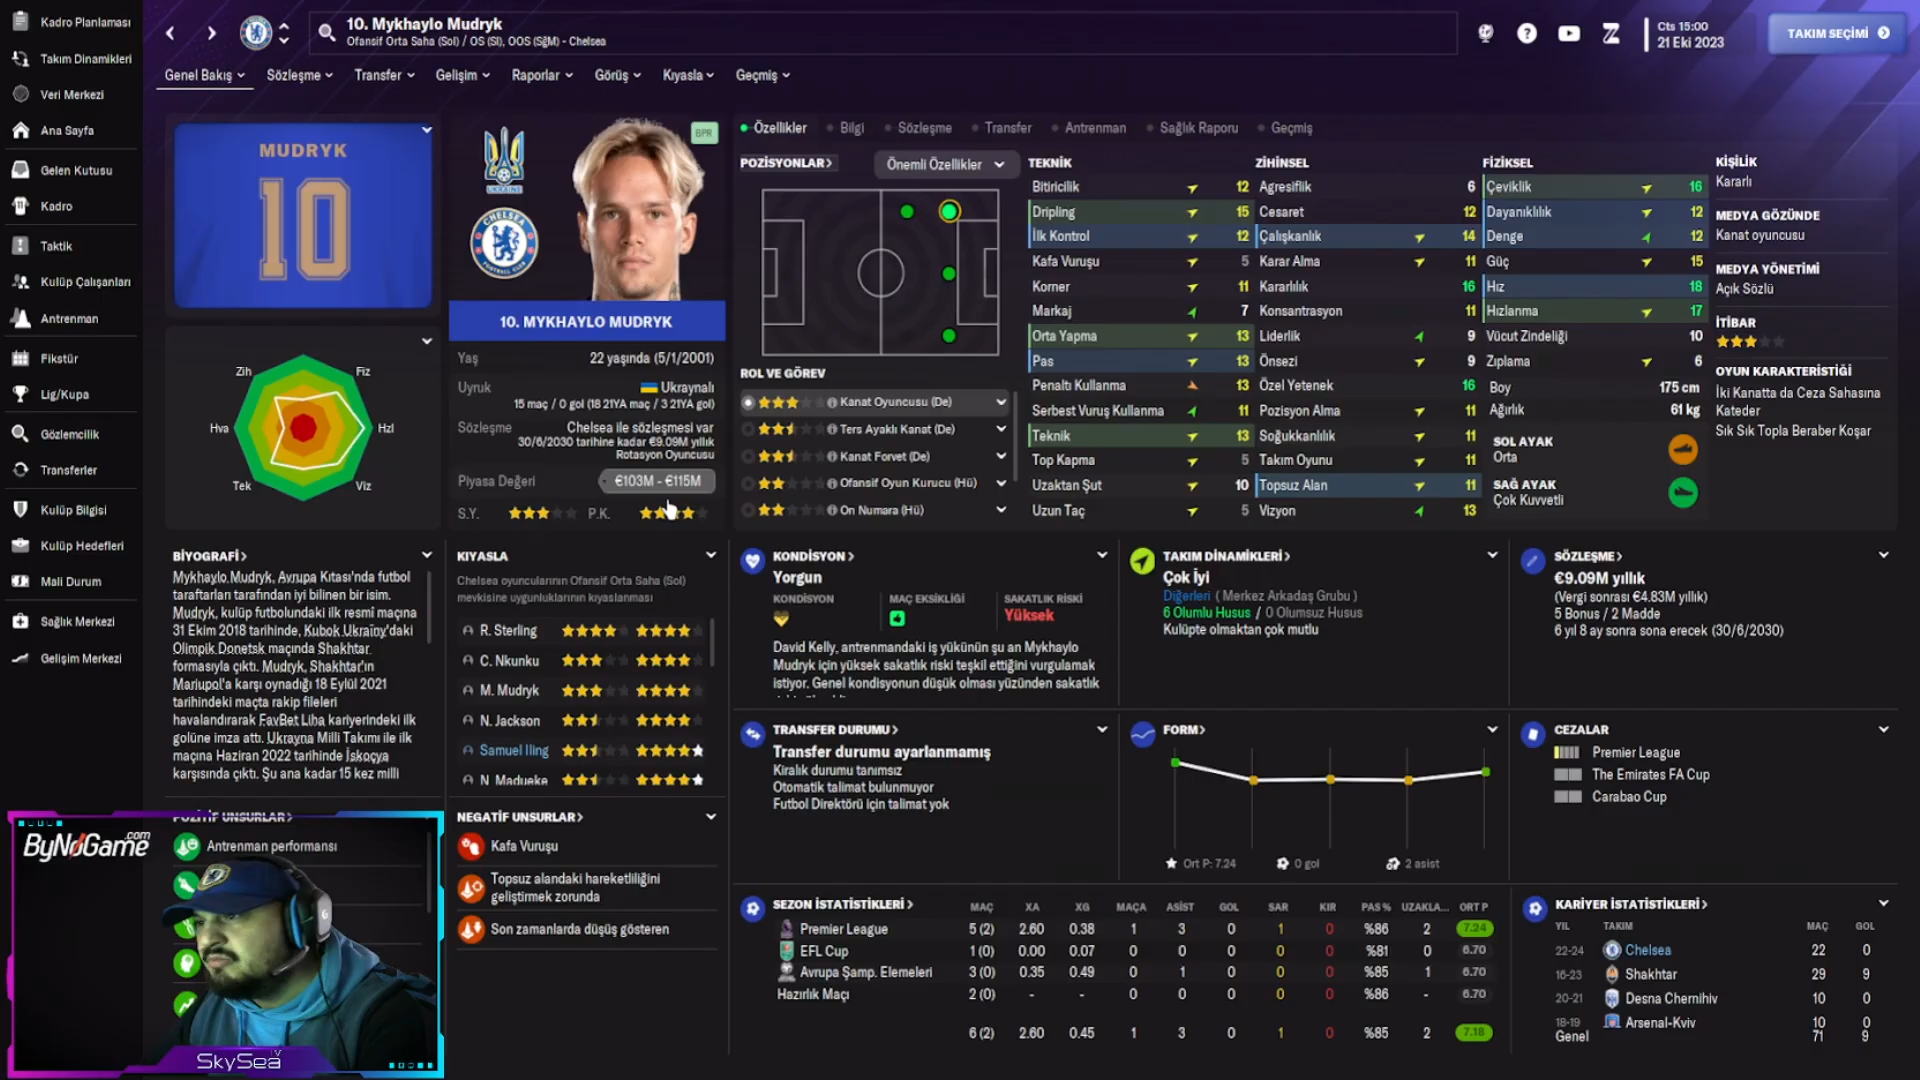 Kadro Planlaması
Takım Dinamikleri
Veri Merkezi
Ana Sayfa
Gelen Kutusu
Kadro
Taktik
Kulüp Çalışanları
Antrenman
Fikstür
Lig/Kupa
Gözlemcilik
Transferler
Kulüp Bilgisi
Kulüp Hedefleri
Mali Durum
Sağlık Merkezi
Gelişim Merkezi
10. Mykhaylo Mudryk
Ofansif Orta Saha (Sol) / OS (Sl), OOS (SğM) - Chelsea
Cts 15:00
21 Eki 2023
TAKIM SEÇİMİ
Genel Bakış Sözleşme Transfer Gelişim Raporlar Görüş Kıyasla Geçmiş
MUDRYK
10
UKRAINE
CHELSEA
FOOTBALL CLUB
BPR
10. MYKHAYLO MUDRYK
Yaş 22 yaşında (5/1/2001)
Uyruk Ukraynalı
15 maç / 0 gol (18 21YA maç / 3 21YA gol)
Sözleşme Chelsea ile sözleşmesi var
30/6/2030 tarihine kadar €9.09M yıllık
Rotasyon Oyuncusu
Piyasa Değeri €103M - €115M
S.Y. P.K.
Zih Fiz
Hva Hzl
Tek Viz
Özellikler Bilgi Sözleşme Transfer Antrenman Sağlık Raporu Geçmiş
POZİSYONLAR>
Önemli Özellikler
ROL VE GÖREV
Kanat Oyuncusu (De)
Ters Ayaklı Kanat (De)
Kanat Forvet (De)
Ofansif Oyun Kurucu (Hü)
On Numara (Hü)
TEKNİK
Bitiricilik 12
Dripling 15
İlk Kontrol 12
Kafa Vuruşu 5
Korner 11
Markaj 7
Orta Yapma 13
Pas 13
Penaltı Kullanma 13
Serbest Vuruş Kullanma 11
Teknik 13
Top Kapma 5
Uzaktan Şut 10
Uzun Taç 5
ZİHİNSEL
Agresiflik 6
Cesaret 12
Çalışkanlık 14
Karar Alma 11
Kararlılık 16
Konsantrasyon 11
Liderlik 9
Önsezi 9
Özel Yetenek 16
Pozisyon Alma 11
Soğukkanlılık 11
Takım Oyunu 11
Topsuz Alan 11
Vizyon 13
FİZİKSEL
Çeviklik 16
Dayanıklılık 12
Denge 12
Güç 15
Hız 18
Hızlanma 17
Vücut Zindeliği 10
Zıplama 6
Boy 175 cm
Ağırlık 61 kg
SOL AYAK
Orta
SAĞ AYAK
Çok Kuvvetli
KİŞİLİK
Kararlı
MEDYA GÖZÜNDE
Kanat oyuncusu
MEDYA YÖNETİMİ
Açık Sözlü
İTİBAR
OYUN KARAKTERİSTİĞİ
İki Kanatta da Ceza Sahasına
Kateder
Sık Sık Topla Beraber Koşar
BİYOGRAFİ>
Mykhaylo Mudryk, Avrupa Kıtası'nda futbol
taraftarları tarafından iyi bilinen bir isim.
Mudryk, kulüp futbolundaki ilk resmî maçına
31 Ekim 2018 tarihinde, Kubok Ukraïny'daki
Olimpik Donetsk maçında Shakhtar
formasıyla çıktı. Mudryk, Shakhtar'ın
Mariupol'a karşı oynadığı 18 Eylül 2021
tarihindeki maçta rakip fileleri
havalandırarak FavBet Liha kariyerindeki ilk
golüne imza attı. Ukrayna Milli Takımı ile ilk
maçına Haziran 2022 tarihinde İskoçya
karşısında çıktı. Şu ana kadar 15 kez milli
KIYASLA
Chelsea oyuncularının Ofansif Orta Saha (Sol)
mevkisine uygunluklarının kıyaslanması
R. Sterling
C. Nkunku
M. Mudryk
N. Jackson
Samuel Iling
N. Madueke
KONDİSYON>
Yorgun
KONDİSYON
MAÇ EKSİKLİĞİ
SAKATLIK RİSKİ
Yüksek
David Kelly, antrenmandaki iş yükünün şu an Mykhaylo
Mudryk için yüksek sakatlık riski teşkil ettiğini vurgulamak
istiyor. Genel kondisyonun düşük olması yüzünden sakatlık
TAKIM DİNAMİKLERİ>
Çok İyi
Diğerleri ( Merkez Arkadaş Grubu )
6 Olumlu Husus / 0 Olumsuz Husus
Kulüpte olmaktan çok mutlu
SÖZLEŞME>
€9.09M yıllık
(Vergi sonrası €4.83M yıllık)
5 Bonus / 2 Madde
6 yıl 8 ay sonra sona erecek (30/6/2030)
TRANSFER DURUMU>
Transfer durumu ayarlanmamış
Kiralık durumu tanımsız
Otomatik talimat bulunmuyor
Futbol Direktörü için talimat yok
FORM>
Ort P: 7.24 0 gol 2 asist
CEZALAR
Premier League
The Emirates FA Cup
Carabao Cup
POZİTİF UNSURLAR>
Antrenman performansı
NEGATİF UNSURLAR>
Kafa Vuruşu
Topsuz alandaki hareketliliğini
geliştirmek zorunda
Son zamanlarda düşüş gösteren
SEZON İSTATİSTİKLERİ> MAÇ XA XG MAÇA ASİST GOL SAR KIR PAS % UZAKLA... ORT P
Premier League 5 (2) 2.60 0.38 1 3 0 1 0 %86 2 7.24
EFL Cup 1 (0) 0.00 0.07 0 0 0 0 0 %81 0 6.70
Avrupa Şamp. Elemeleri 3 (0) 0.35 0.49 0 1 0 0 0 %85 1 6.70
Hazırlık Maçı 2 (0) - - 0 0 0 0 0 %86 - 6.70
6 (2) 2.60 0.45 1 3 0 1 0 %85 2 7.18
KARİYER İSTATİSTİKLERİ>
YIL TAKIM MAÇ GOL
22-24 Chelsea 22 0
16-23 Shakhtar 29 9
20-21 Desna Chernihiv 10 0
18-19 Arsenal-Kviv 10 0
Genel 71 9
ByNoGame.com
SkySea TV